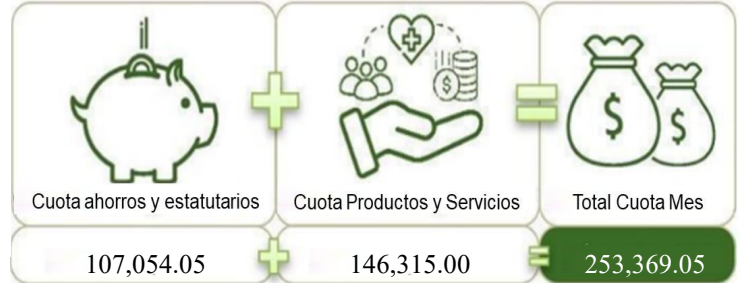 Cuota ahorros y estatutarios
Cuota Productos y Servicios
Total Cuota Mes
107,054.05
146,315.00
253,369.05